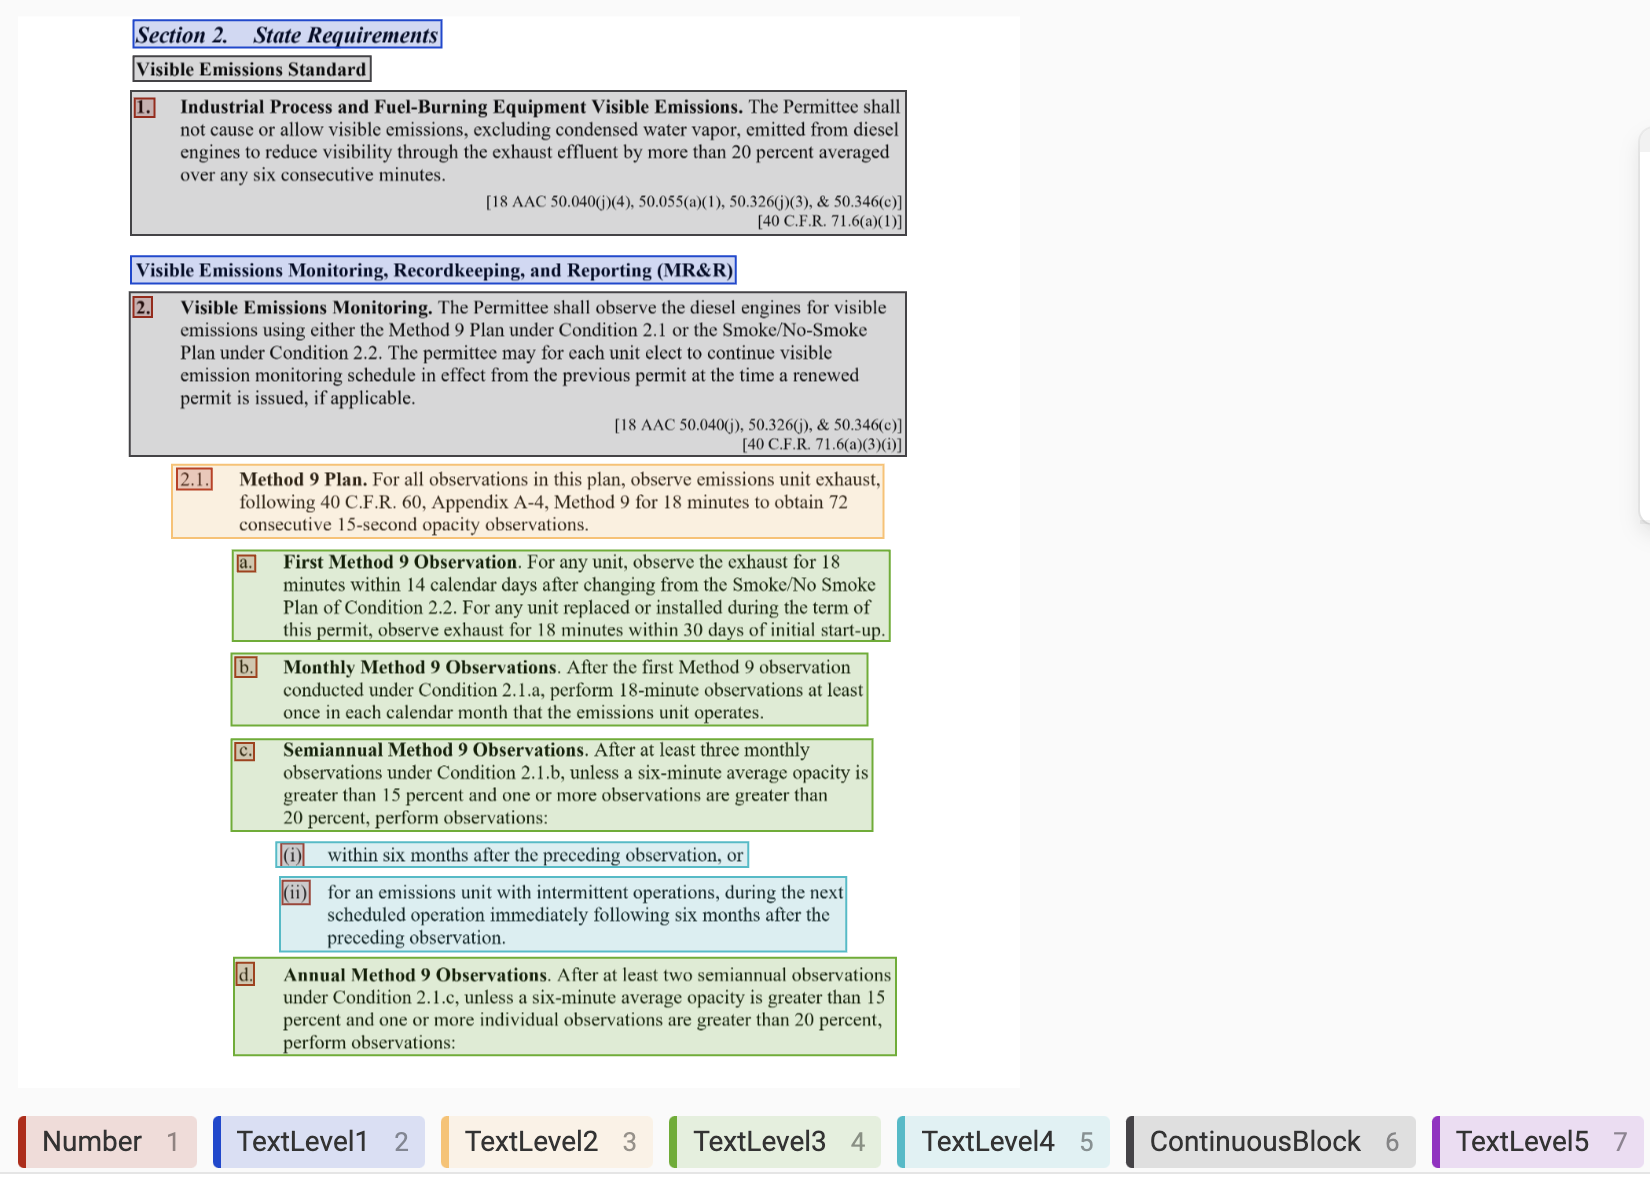 Section 2. State Requirements
Visible Emissions Standard
1. Industrial Process and Fuel-Burning Equipment Visible Emissions. The Permittee shall
not cause or allow visible emissions, excluding condensed water vapor, emitted from diesel
engines to reduce visibility through the exhaust effluent by more than 20 percent averaged
over any six consecutive minutes.
[18 AAC 50.040(j)(4), 50.055(a)(1), 50.326(j)(3), & 50.346(c)]
[40 C.F.R. 71.6(a)(1)]
Visible Emissions Monitoring, Recordkeeping, and Reporting (MR&R)
2. Visible Emissions Monitoring. The Permittee shall observe the diesel engines for visible
emissions using either the Method 9 Plan under Condition 2.1 or the Smoke/No-Smoke
Plan under Condition 2.2. The permittee may for each unit elect to continue visible
emission monitoring schedule in effect from the previous permit at the time a renewed
permit is issued, if applicable.
[18 AAC 50.040(j), 50.326(j), & 50.346(c)]
[40 C.F.R. 71.6(a)(3)(i)]
2.1. Method 9 Plan. For all observations in this plan, observe emissions unit exhaust,
following 40 C.F.R. 60, Appendix A-4, Method 9 for 18 minutes to obtain 72
consecutive 15-second opacity observations.
a. First Method 9 Observation. For any unit, observe the exhaust for 18
minutes within 14 calendar days after changing from the Smoke/No Smoke
Plan of Condition 2.2. For any unit replaced or installed during the term of
this permit, observe exhaust for 18 minutes within 30 days of initial start-up.
b. Monthly Method 9 Observations. After the first Method 9 observation
conducted under Condition 2.1.a, perform 18-minute observations at least
once in each calendar month that the emissions unit operates.
c. Semiannual Method 9 Observations. After at least three monthly
observations under Condition 2.1.b, unless a six-minute average opacity is
greater than 15 percent and one or more observations are greater than
20 percent, perform observations:
(i) within six months after the preceding observation, or
(ii) for an emissions unit with intermittent operations, during the next
scheduled operation immediately following six months after the
preceding observation.
d. Annual Method 9 Observations. After at least two semiannual observations
under Condition 2.1.c, unless a six-minute average opacity is greater than 15
percent and one or more individual observations are greater than 20 percent,
perform observations:
Number 1 TextLevel1 2 TextLevel2 3 TextLevel3 4 TextLevel4 5 ContinuousBlock 6 TextLevel5 7